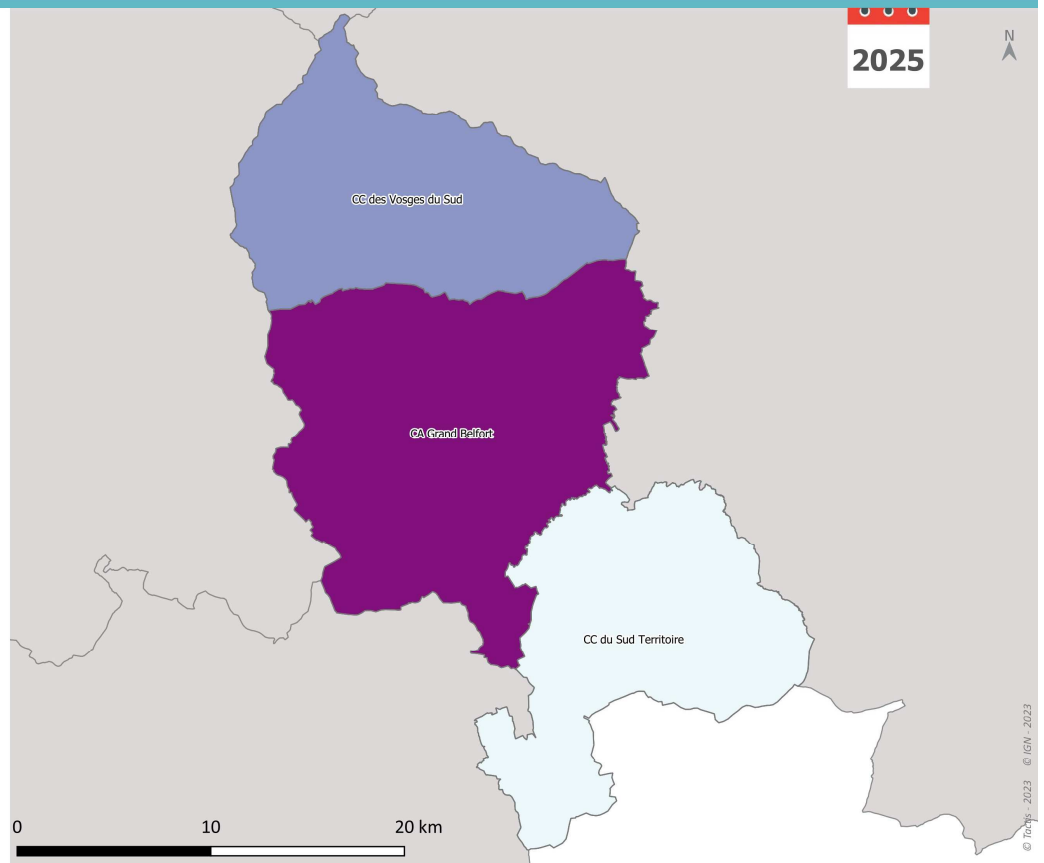 2025
N
CC des Vosges du Sud
CA Grand Belfort
CC du Sud Territoire
0 10 20 km
© Tactis - 2023 © IGN - 2023